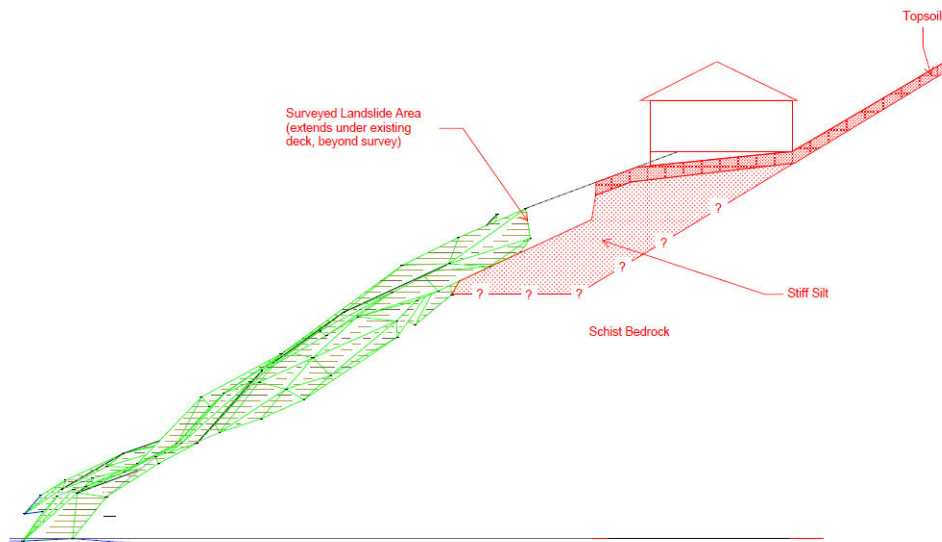 Topsoil
Surveyed Landslide Area
(extends under existing
deck, beyond survey)
?
?
?
? ? ?
Stiff Silt
Schist Bedrock